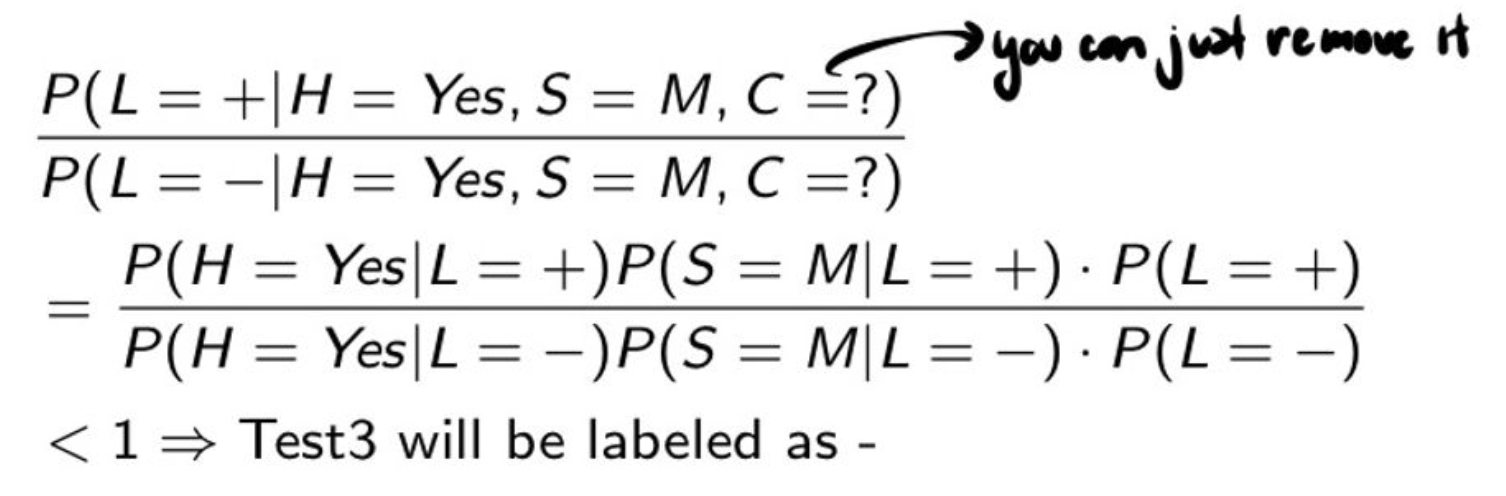 you can just remove it
P(L = +|H = Yes, S = M, C =?)
P(L = −|H = Yes, S = M, C =?)
= P(H = Yes|L = +)P(S = M|L = +) · P(L = +)
P(H = Yes|L = −)P(S = M|L = −) · P(L = −)
< 1 ⇒ Test3 will be labeled as -